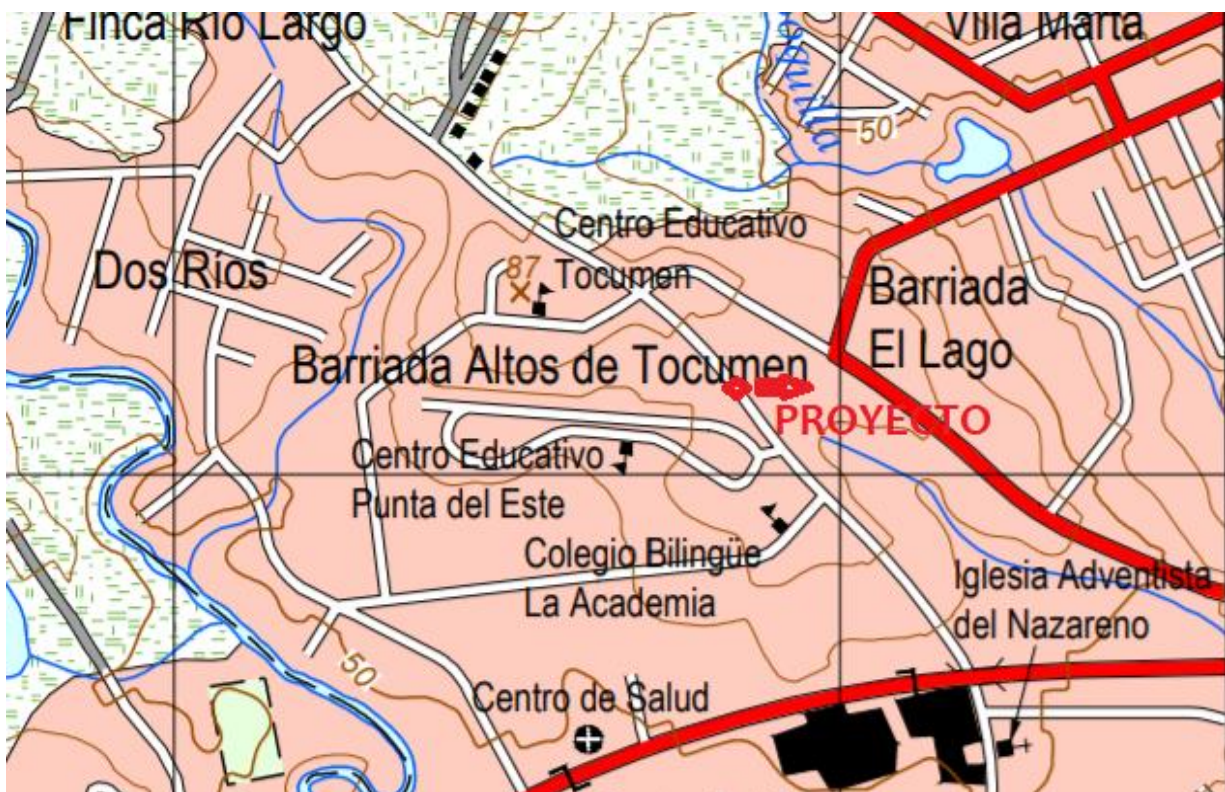 Finca Río Largo
Villa Marta
50
Centro Educativo
Tocumen
87
Dos Ríos
Barriada
El Lago
Barriada Altos de Tocumen
PROYECTO
Centro Educativo
Punta del Este
Colegio Bilingüe
La Academia
Iglesia Adventista
del Nazareno
50
Centro de Salud